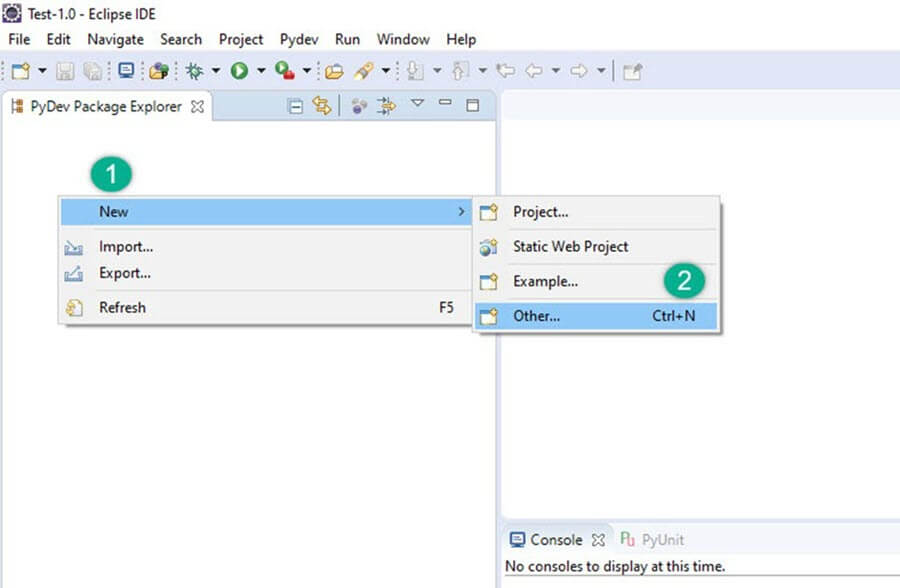 Test-1.0 - Eclipse IDE
File Edit Navigate Search Project Pydev Run Window Help
PyDev Package Explorer
1
New
Project...
Import...
Static Web Project
Export...
Example...
2
Refresh F5
Other... Ctrl+N
Console
PyUnit
No consoles to display at this time.